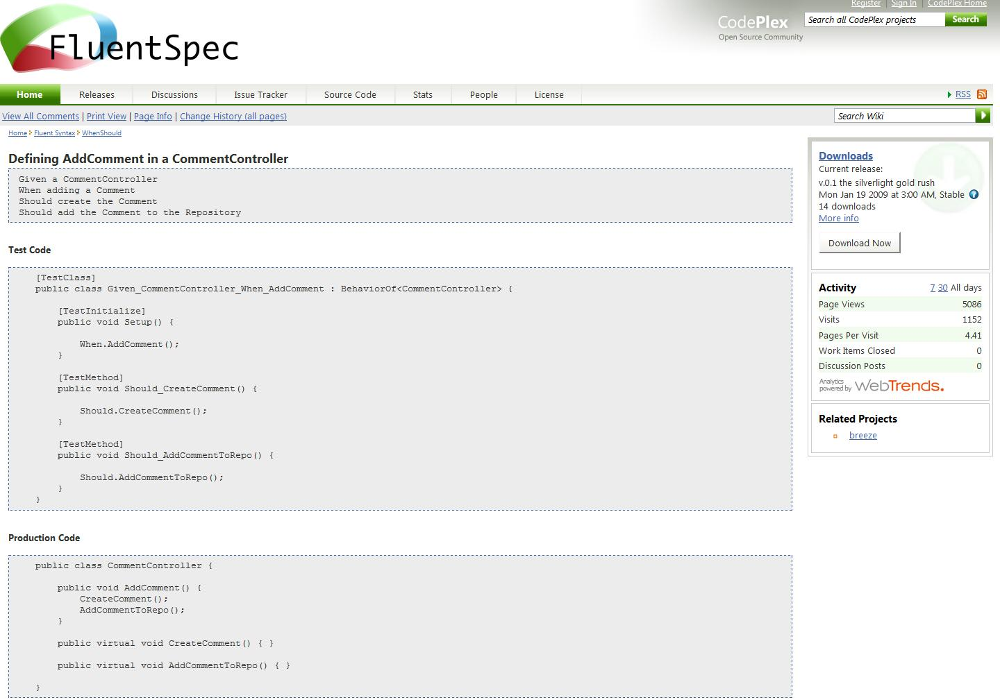 Register | Sign In | CodePlex Home
FluentSpec
CodePlex
Open Source Community
Search all CodePlex projects
Search
Home
Releases
Discussions
Issue Tracker
Source Code
Stats
People
License
RSS
View All Comments | Print View | Page Info | Change History (all pages)
Search Wiki
Home Fluent Syntax WhenShould
Defining AddComment in a CommentController
Given a CommentController
When adding a Comment
Should create the Comment
Should add the Comment to the Repository
Test Code
[TestClass]
public class Given_CommentController_When_AddComment : BehaviorOf<CommentController> {
[TestInitialize]
public void Setup() {
When.AddComment();
}
[TestMethod]
public void Should_CreateComment() {
Should.CreateComment();
}
[TestMethod]
public void Should_AddCommentToRepo() {
Should.AddCommentToRepo();
}
}
Production Code
public class CommentController {
public void AddComment() {
CreateComment();
AddCommentToRepo();
}
public virtual void CreateComment() { }
public virtual void AddCommentToRepo() { }
}
Downloads
Current release:
v.0.1 the silverlight gold rush
Mon Jan 19 2009 at 3:00 AM, Stable ?
14 downloads
More info
Download Now
Activity 7 30 All days
Page Views 5086
Visits 1152
Pages Per Visit 4.41
Work Items Closed 0
Discussion Posts 0
Analytics
powered by WebTrends.
Related Projects
breeze